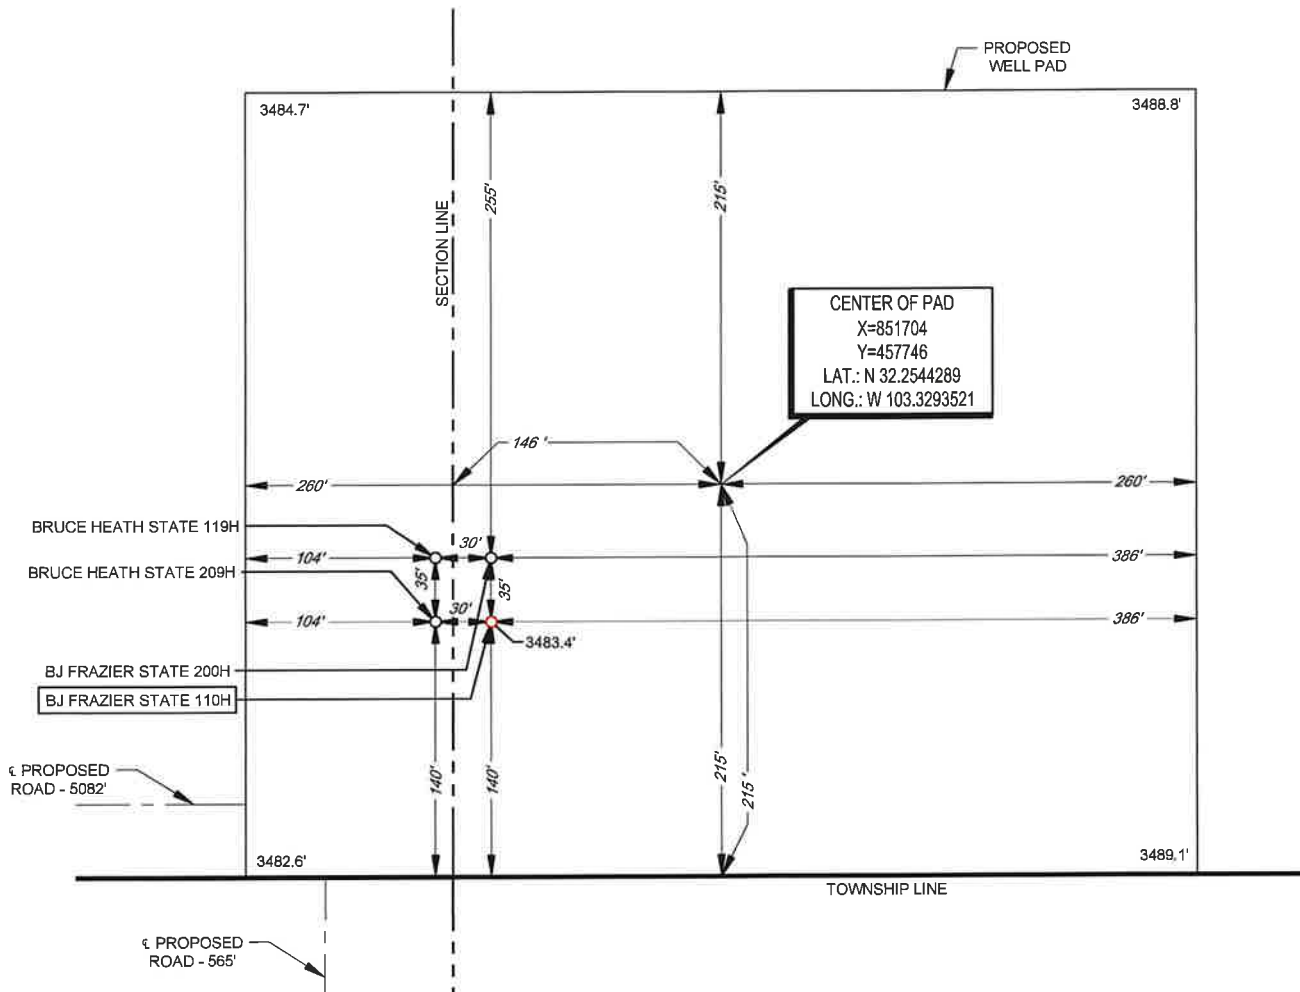 PROPOSED
WELL PAD
3484.7'
3488.8'
255'
215'
SECTION LINE
CENTER OF PAD
X=851704
Y=457746
LAT.: N 32.2544289
LONG.: W 103.3293521
146 '
260'
260'
BRUCE HEATH STATE 119H
30'
104'
386'
BRUCE HEATH STATE 209H
35'
35'
30'
104'
386'
3483.4'
BJ FRAZIER STATE 200H
BJ FRAZIER STATE 110H
℄ PROPOSED
ROAD - 5082'
140'
140'
215'
215 '
3482.6'
3489.1'
TOWNSHIP LINE
℄ PROPOSED
ROAD - 565'